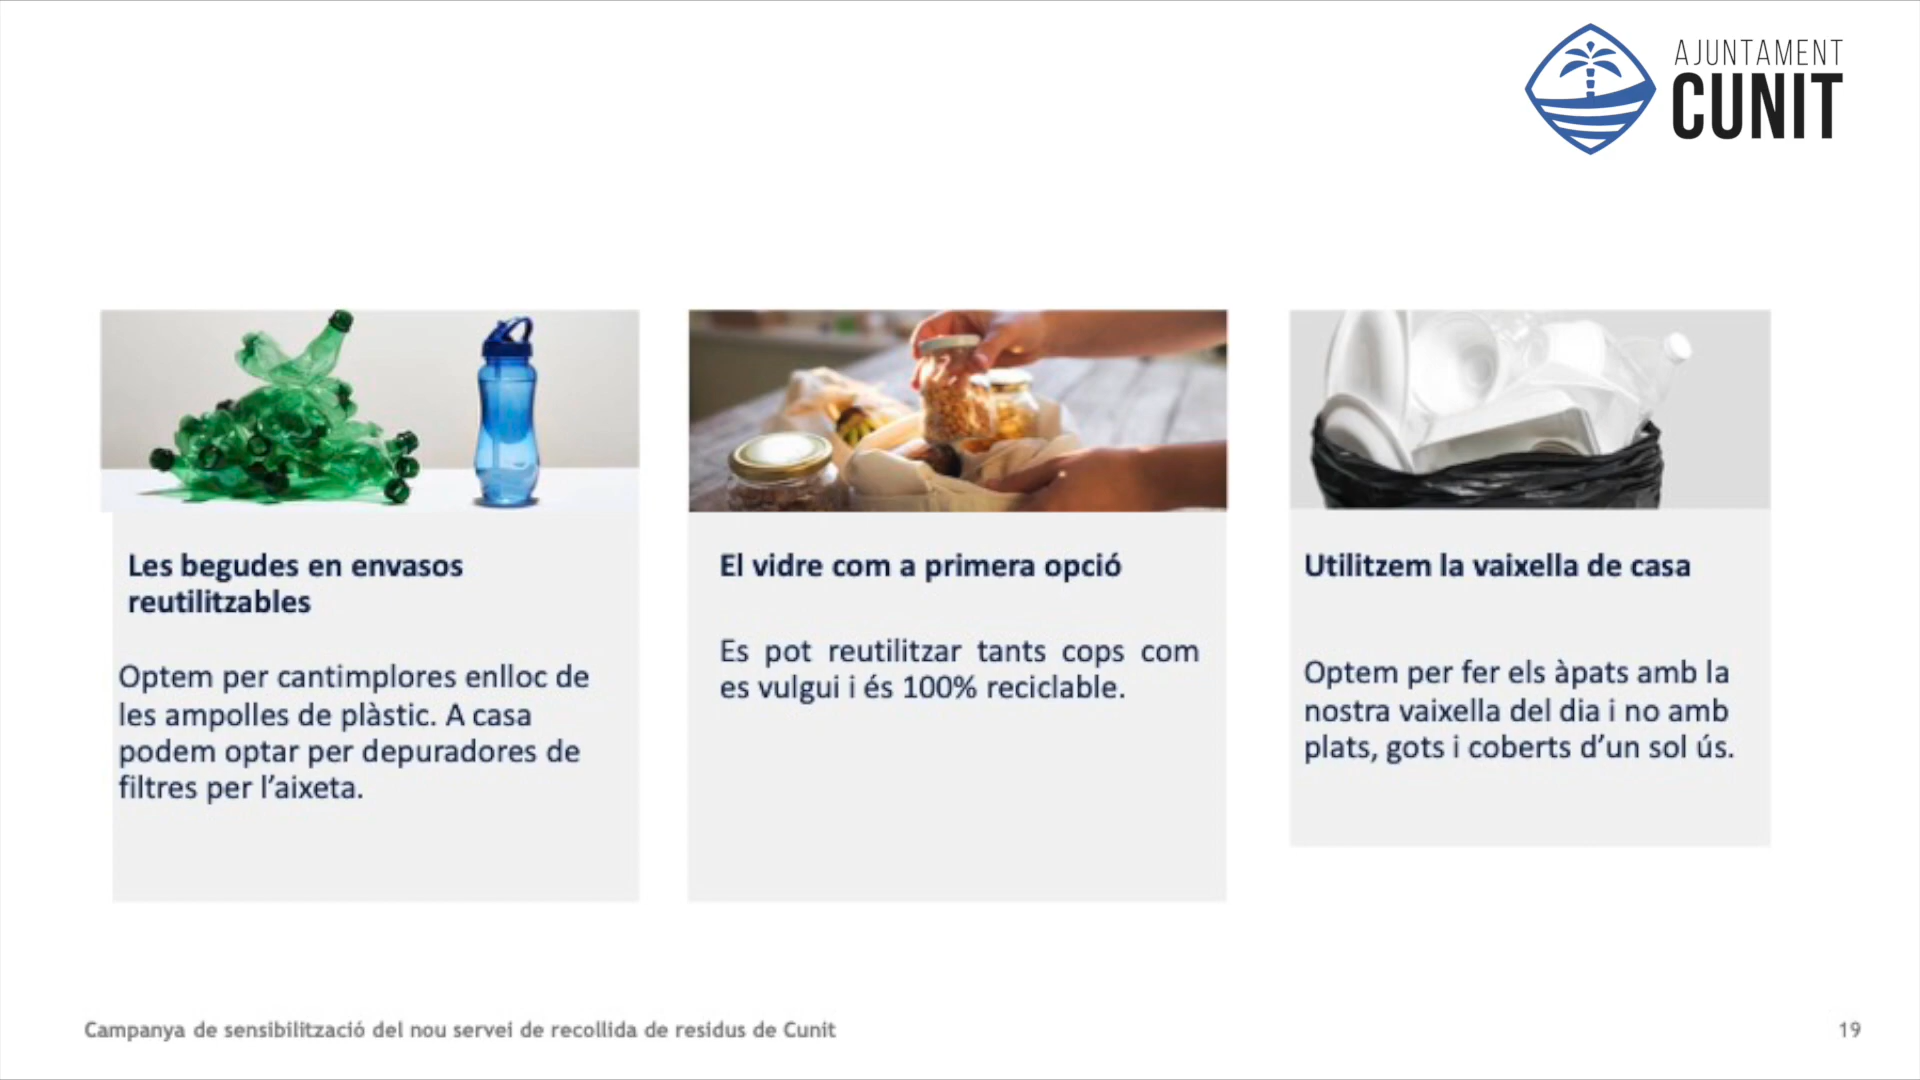 AJUNTAMENT
CUNIT
Les begudes en envasos
reutilitzables
Optem per cantimplores enlloc de
les ampolles de plàstic. A casa
podem optar per depuradores de
filtres per l’aixeta.
El vidre com a primera opció
Es pot reutilitzar tants cops com
es vulgui i és 100% reciclable.
Utilitzem la vaixella de casa
Optem per fer els àpats amb la
nostra vaixella del dia i no amb
plats, gots i coberts d’un sol ús.
Campanya de sensibilització del nou servei de recollida de residus de Cunit
19